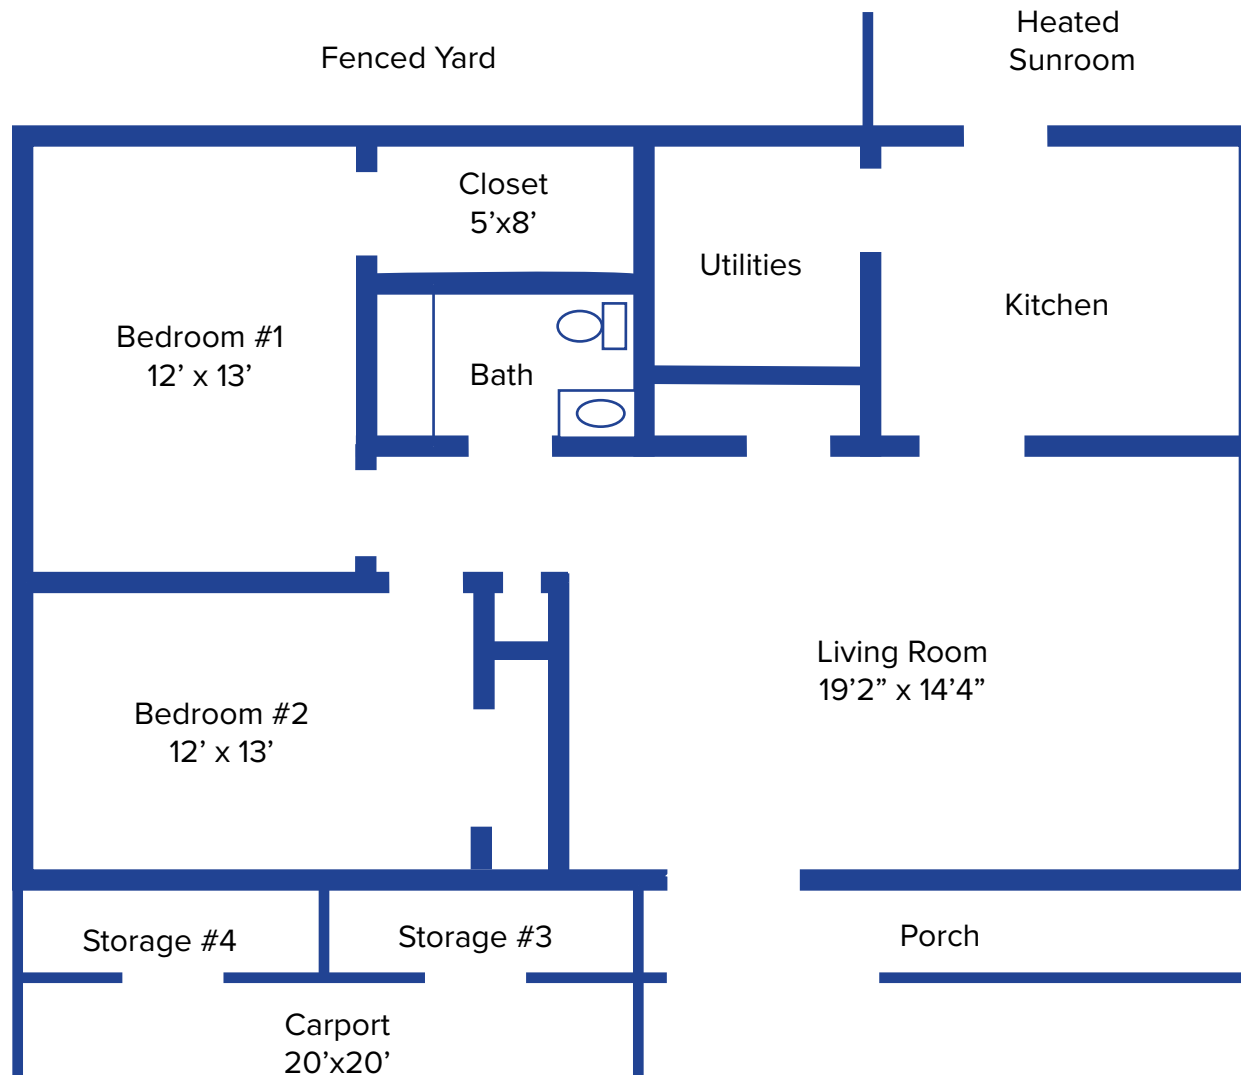 Fenced Yard
Heated
Sunroom
Closet
5’x8’
Utilities
Kitchen
Bedroom #1
12’ x 13’
Bath
Living Room
19’2” x 14’4”
Bedroom #2
12’ x 13’
Storage #4
Storage #3
Porch
Carport
20’x20’